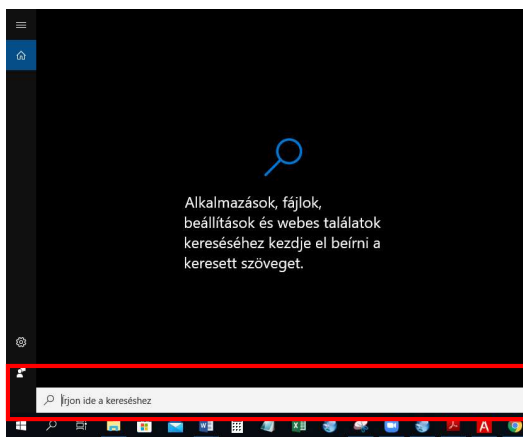 Alkalmazások, fájlok,
beállítások és webes találatok
kereséséhez kezdje el beírni a
keresett szöveget.
Írjon ide a kereséshez